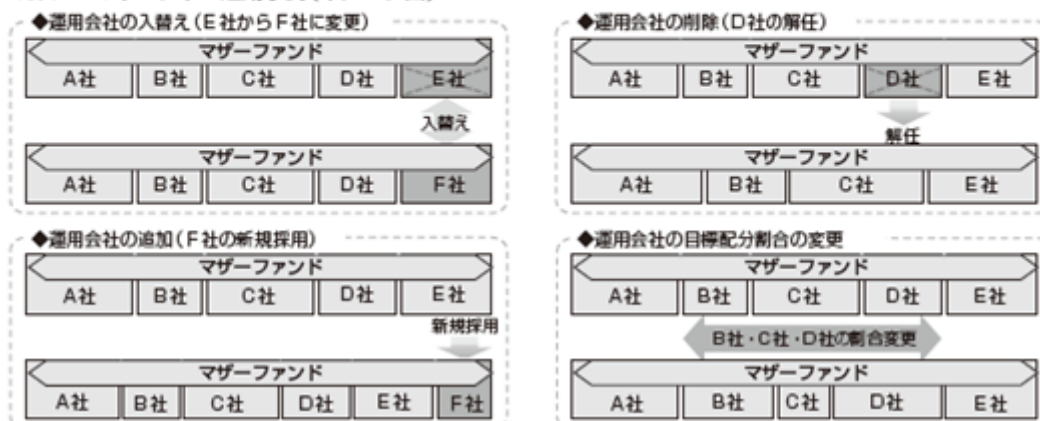 ◆運用会社の入替え(E社からF社に変更)
マザーファンド
A社 B社 C社 D社 E社
入替え
マザーファンド
A社 B社 C社 D社 F社
◆運用会社の削除(D社の解任)
マザーファンド
A社 B社 C社 D社 E社
解任
マザーファンド
A社 B社 C社 E社
◆運用会社の追加(F社の新規採用)
マザーファンド
A社 B社 C社 D社 E社
新規採用
マザーファンド
A社 B社 C社 D社 E社 F社
◆運用会社の目標配分割合の変更
マザーファンド
A社 B社 C社 D社 E社
B社・C社・D社の割合変更
マザーファンド
A社 B社 C社 D社 E社